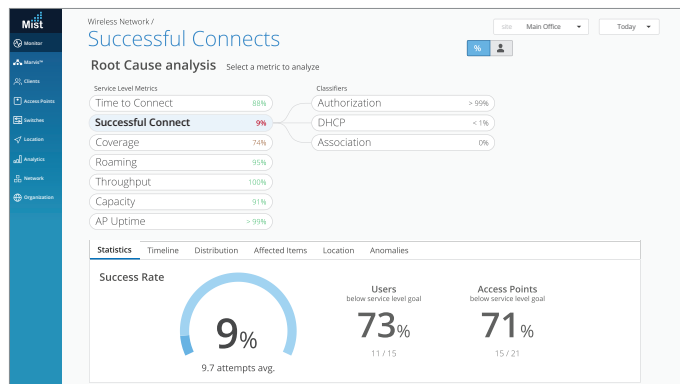 Mist
Wireless Network /
Successful Connects
site Main Office
Today
%
Monitor
Marvis™
Clients
Access Points
Switches
Location
Analytics
Network
Organization
Root Cause analysis Select a metric to analyze
Service Level Metrics
Time to Connect 88%
Successful Connect 9%
Coverage 74%
Roaming 95%
Throughput 100%
Capacity 91%
AP Uptime > 99%
Classifiers
Authorization > 99%
DHCP < 1%
Association 0%
Statistics Timeline Distribution Affected Items Location Anomalies
Success Rate
9%
9.7 attempts avg.
Users
below service level goal
73%
11 / 15
Access Points
below service level goal
71%
15 / 21